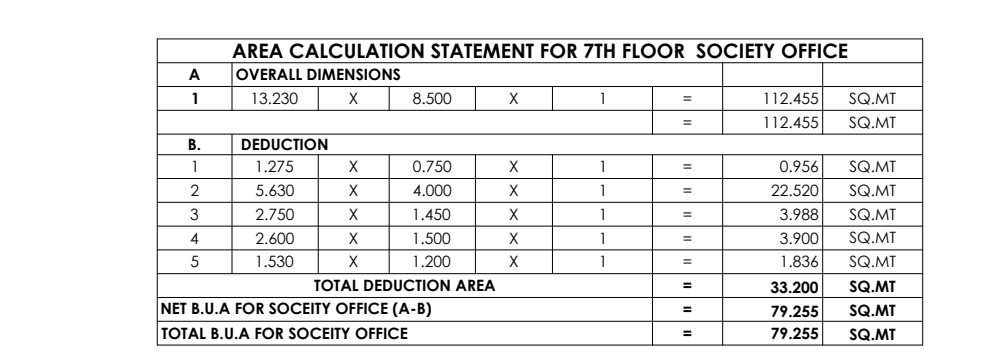 AREA CALCULATION STATEMENT FOR 7TH FLOOR SOCIETY OFFICE
A OVERALL DIMENSIONS
1 13.230 X 8.500 X 1 = 112.455 SQ.MT
= 112.455 SQ.MT
B. DEDUCTION
1 1.275 X 0.750 X 1 = 0.956 SQ.MT
2 5.630 X 4.000 X 1 = 22.520 SQ.MT
3 2.750 X 1.450 X 1 = 3.988 SQ.MT
4 2.600 X 1.500 X 1 = 3.900 SQ.MT
5 1.530 X 1.200 X 1 = 1.836 SQ.MT
TOTAL DEDUCTION AREA = 33.200 SQ.MT
NET B.U.A FOR SOCEITY OFFICE (A-B) = 79.255 SQ.MT
TOTAL B.U.A FOR SOCEITY OFFICE = 79.255 SQ.MT